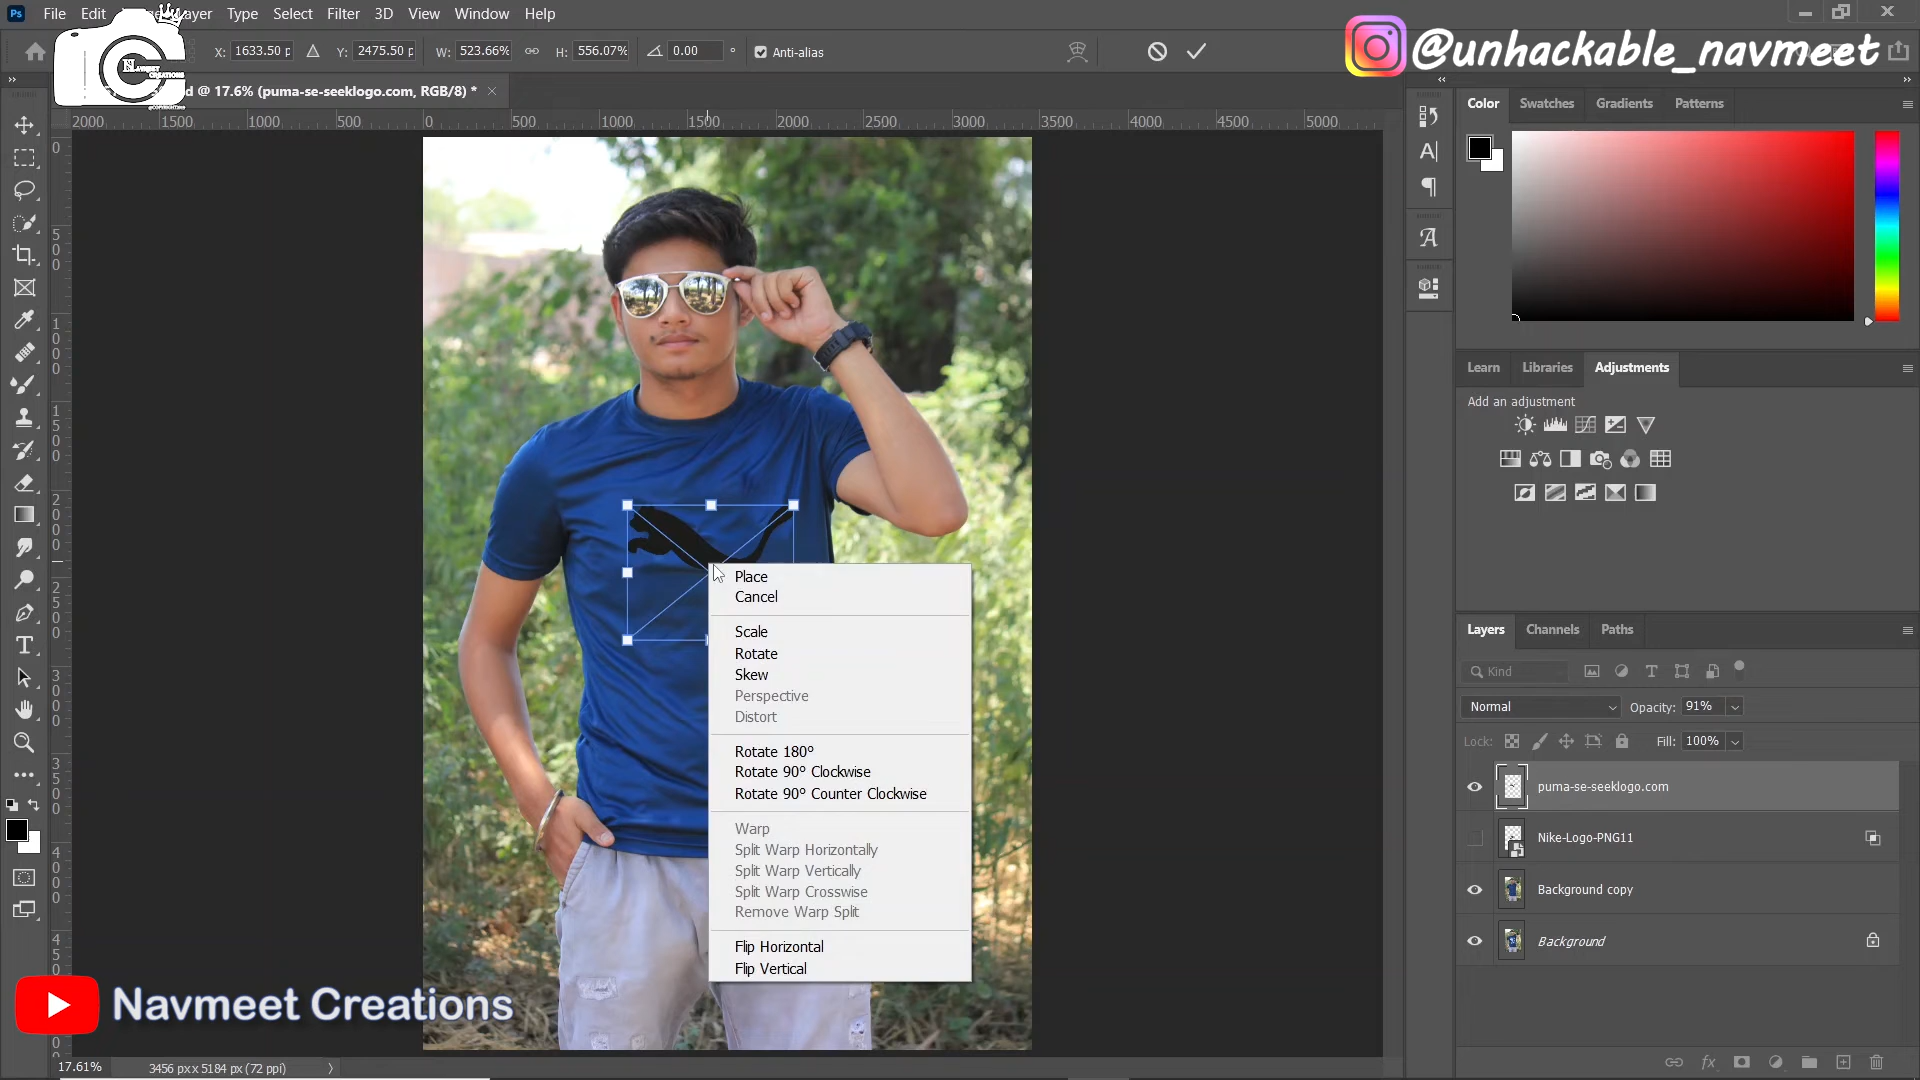 File Edit Layer Type Select Filter 3D View Window Help
X: 1633.50 p Y: 2475.50 p W: 523.66% H: 556.07% 0.00 ° Anti-alias
@unhackable_navmeet
d @ 17.6% (puma-se-seeklogo.com, RGB/8) *
2000 1500 1000 500 0 500 1000 1500 2000 2500 3000 3500 4000 4500 5000
Color Swatches Gradients Patterns
Learn Libraries Adjustments
Add an adjustment
Place
Cancel
Scale
Rotate
Skew
Perspective
Distort
Rotate 180°
Rotate 90° Clockwise
Rotate 90° Counter Clockwise
Warp
Split Warp Horizontally
Split Warp Vertically
Split Warp Crosswise
Remove Warp Split
Flip Horizontal
Flip Vertical
Layers Channels Paths
Kind
Normal Opacity: 91%
Lock: Fill: 100%
puma-se-seeklogo.com
Nike-Logo-PNG11
Background copy
Background
Navmeet Creations
17.61% 3456 px x 5184 px (72 ppi)